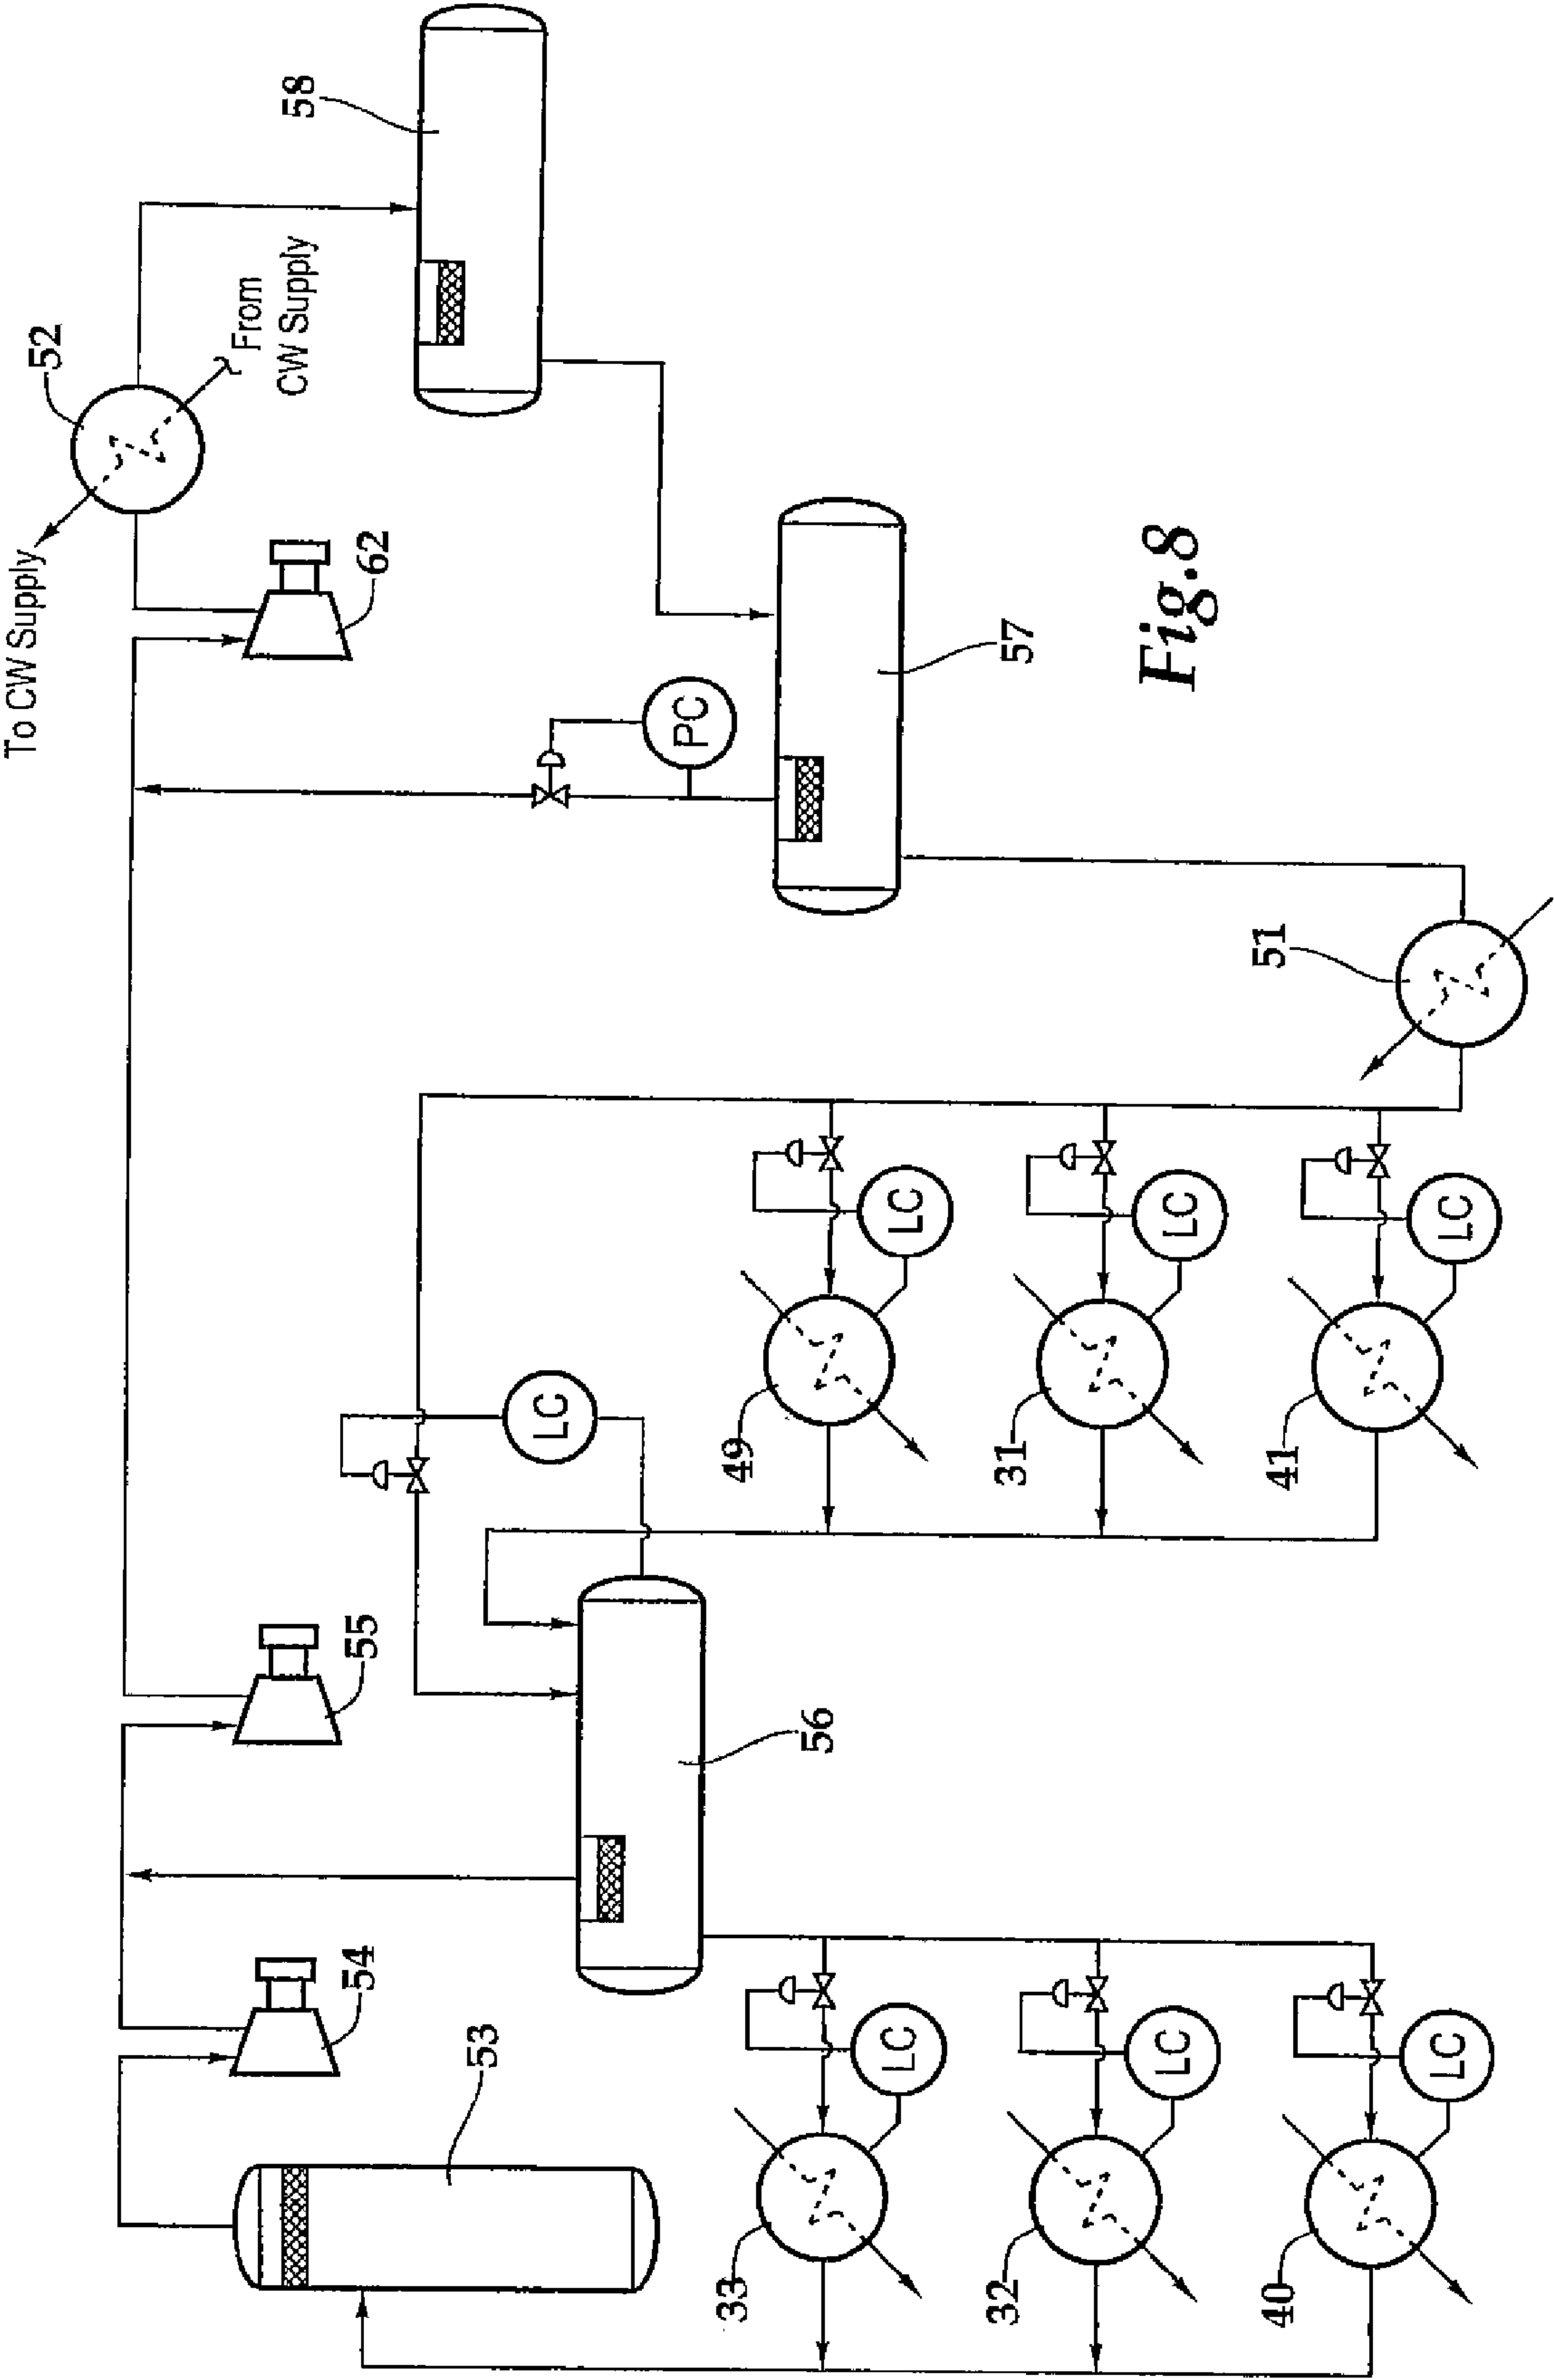 To CW Supply
52
From
CW Supply
58
62
PC
57
Fig.8
51
55
54
53
LC
56
49
LC
31
LC
41
LC
33
LC
32
LC
40
LC